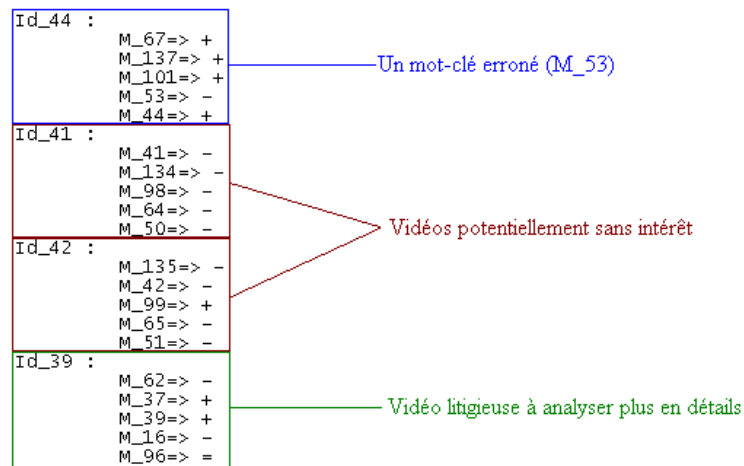 Id_44 :
M_67=> +
M_137=> +
M_101=> +
M_53=> -
M_44=> +
Un mot-clé erroné (M_53)
Id_41 :
M_41=> -
M_134=> -
M_98=> -
M_64=> -
M_50=> -
Vidéos potentiellement sans intérêt
Id_42 :
M_135=> -
M_42=> -
M_99=> +
M_65=> -
M_51=> -
Id_39 :
M_62=> -
M_37=> +
M_39=> +
M_16=> -
M_96=> =
Vidéo litigieuse à analyser plus en détails